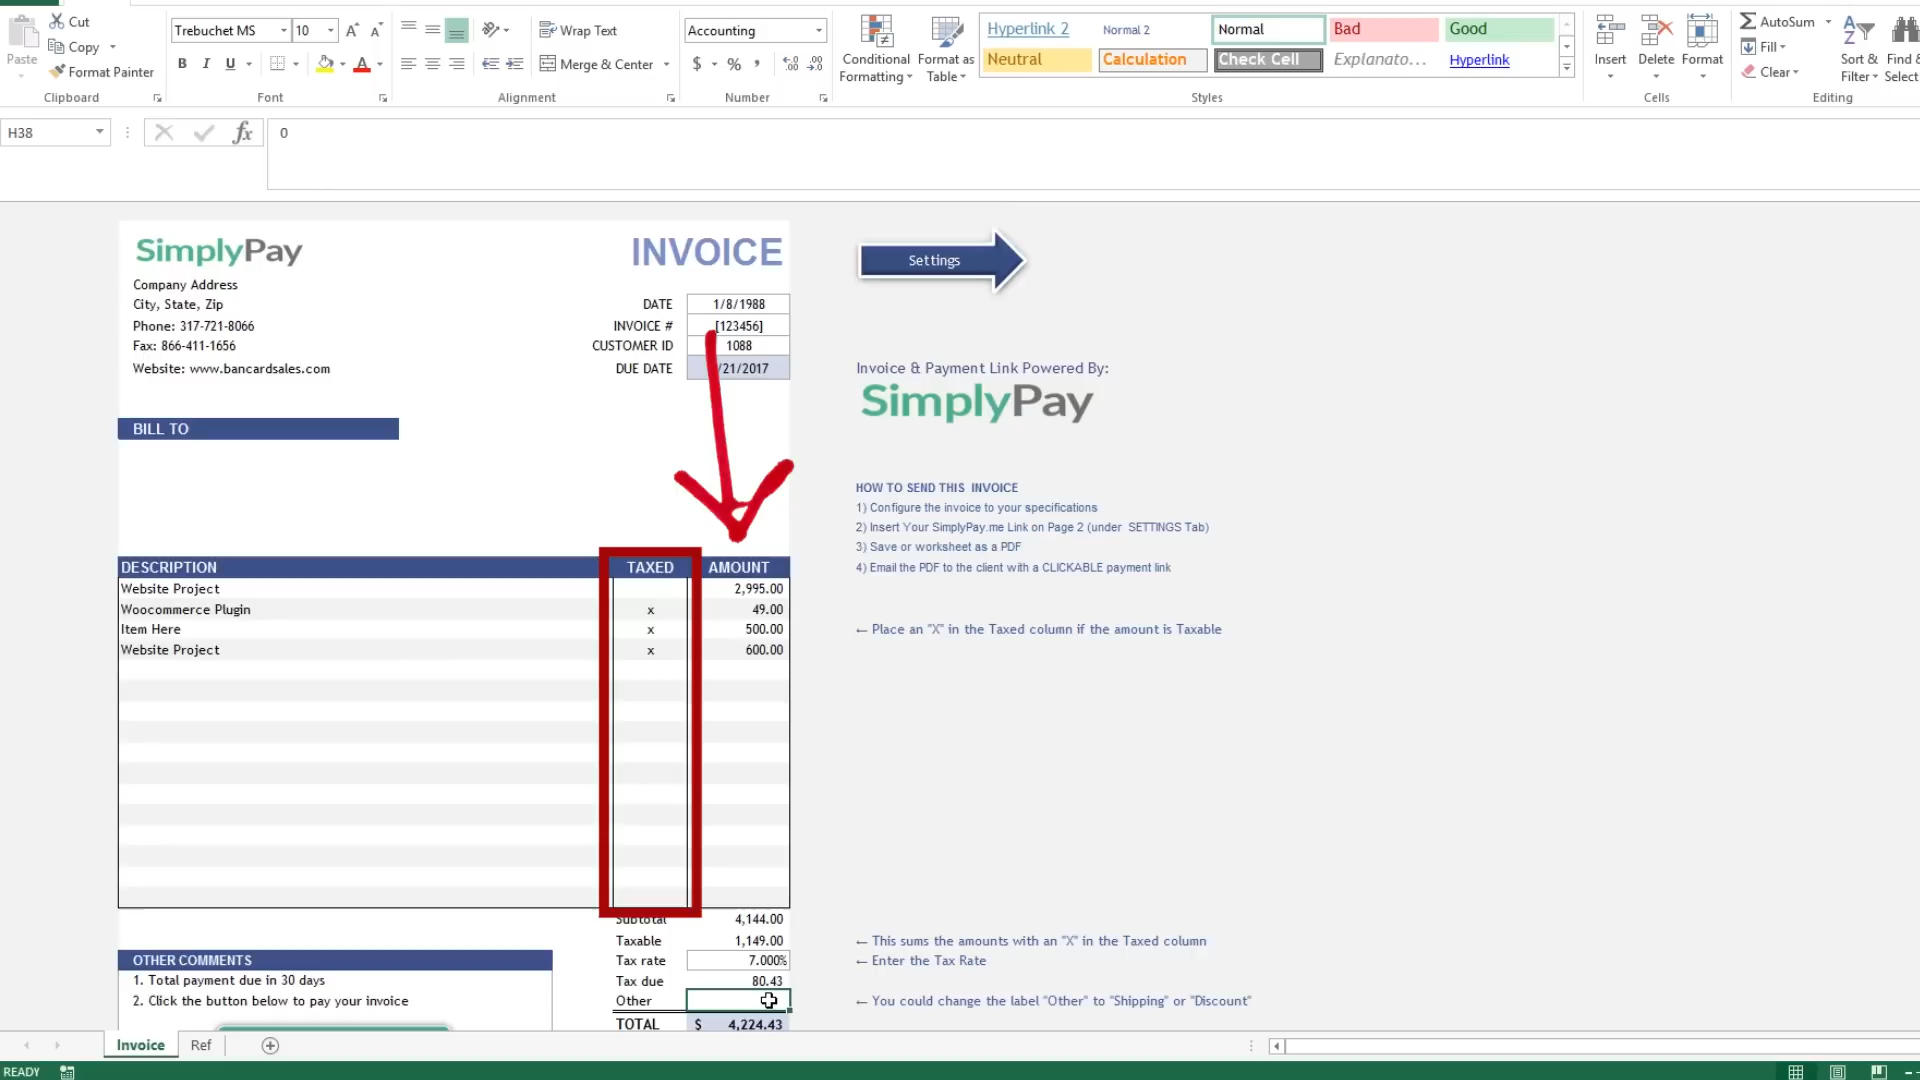 Cut
Copy
Paste
Format Painter
Clipboard
Trebuchet MS 10
B I U
Font
Wrap Text
Merge & Center
Alignment
Accounting
$ % ,
Number
Conditional Formatting
Format as Table
Hyperlink 2 Normal 2 Normal Bad Good
Neutral Calculation Check Cell Explanato... Hyperlink
Styles
Insert Delete Format
Cells
AutoSum
Fill
Clear
Sort & Filter
Find & Select
Editing
H38 fx 0
SimplyPay INVOICE
Settings
Company Address
City, State, Zip DATE 1/8/1988
Phone: 317-721-8066 INVOICE # [123456]
Fax: 866-411-1656 CUSTOMER ID 1088
Website: www.bancardsales.com DUE DATE /21/2017
Invoice & Payment Link Powered By:
SimplyPay
BILL TO
HOW TO SEND THIS INVOICE
1) Configure the invoice to your specifications
2) Insert Your SimplyPay.me Link on Page 2 (under SETTINGS Tab)
3) Save or worksheet as a PDF
4) Email the PDF to the client with a CLICKABLE payment link
DESCRIPTION TAXED AMOUNT
Website Project 2,995.00
Woocommerce Plugin x 49.00
Item Here x 500.00
← Place an "X" in the Taxed column if the amount is Taxable
Website Project x 600.00
Subtotal 4,144.00
Taxable 1,149.00
← This sums the amounts with an "X" in the Taxed column
OTHER COMMENTS Tax rate 7.000%
← Enter the Tax Rate
1. Total payment due in 30 days Tax due 80.43
2. Click the button below to pay your invoice Other
← You could change the label "Other" to "Shipping" or "Discount"
TOTAL $ 4,224.43
Invoice Ref
READY